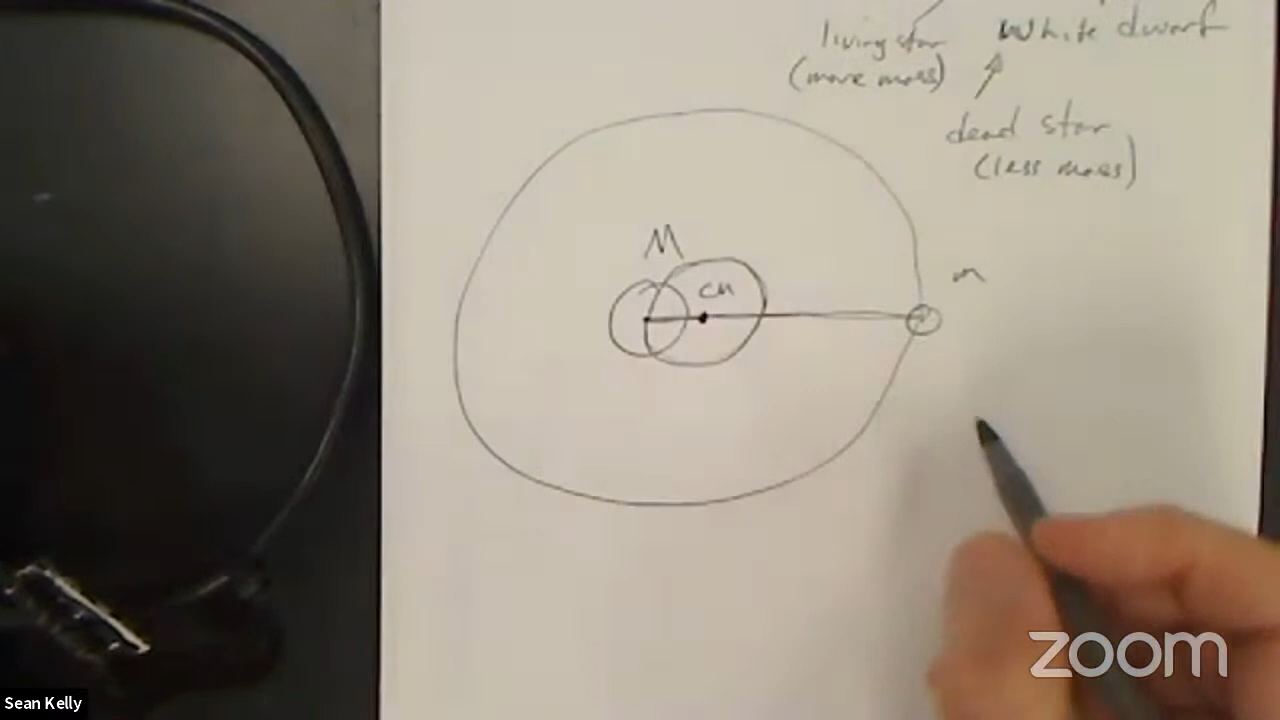 living star
White dwarf
(more mass)
dead star
(less mass)
M
CM
m
zoom
Sean Kelly